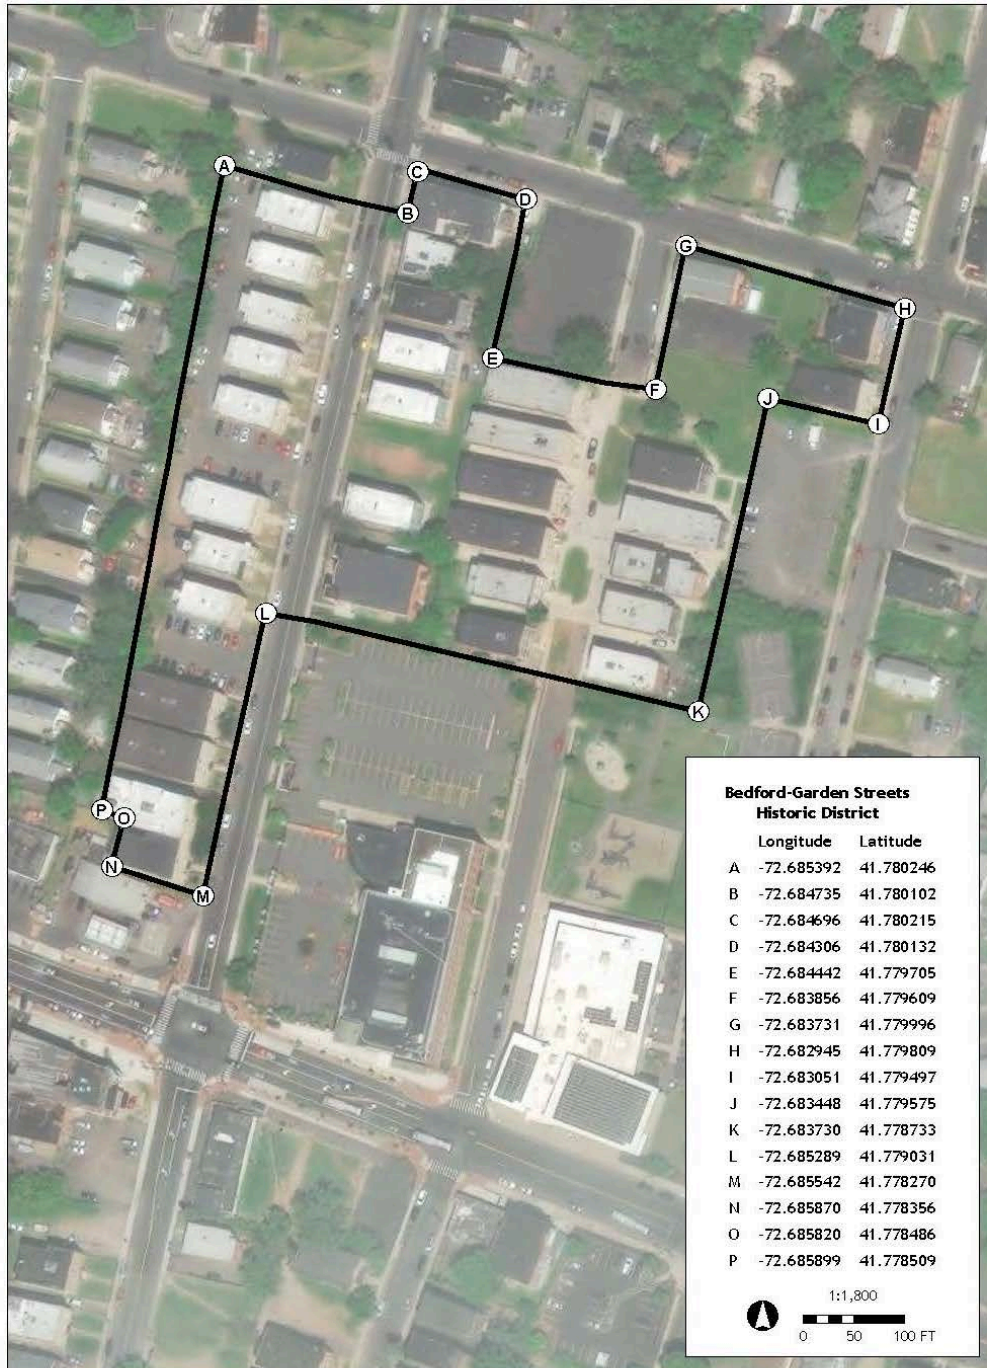 A
C
D
B
G
H
E
F
J
I
L
K
P
O
N
M
Bedford-Garden Streets
Historic District
Longitude Latitude
A -72.685392 41.780246
B -72.684735 41.780102
C -72.684696 41.780215
D -72.684306 41.780132
E -72.684442 41.779705
F -72.683856 41.779609
G -72.683731 41.779996
H -72.682945 41.779809
I -72.683051 41.779497
J -72.683448 41.779575
K -72.683730 41.778733
L -72.685289 41.779031
M -72.685542 41.778270
N -72.685870 41.778356
O -72.685820 41.778486
P -72.685899 41.778509
1:1,800
0 50 100 FT